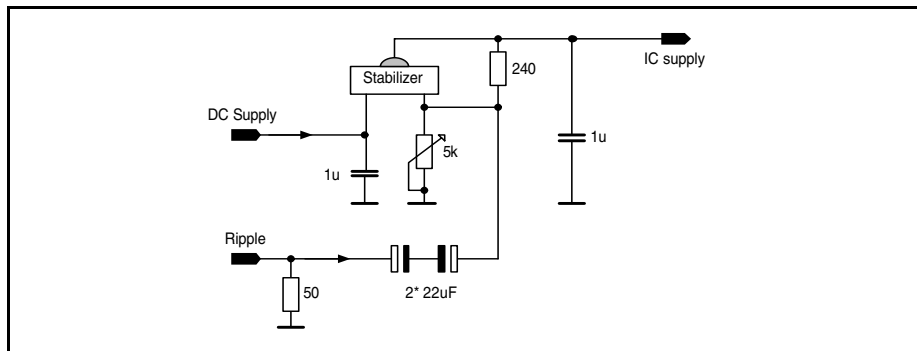 IC supply
240
Stabilizer
DC Supply
5k
1u
1u
Ripple
50
2* 22uF